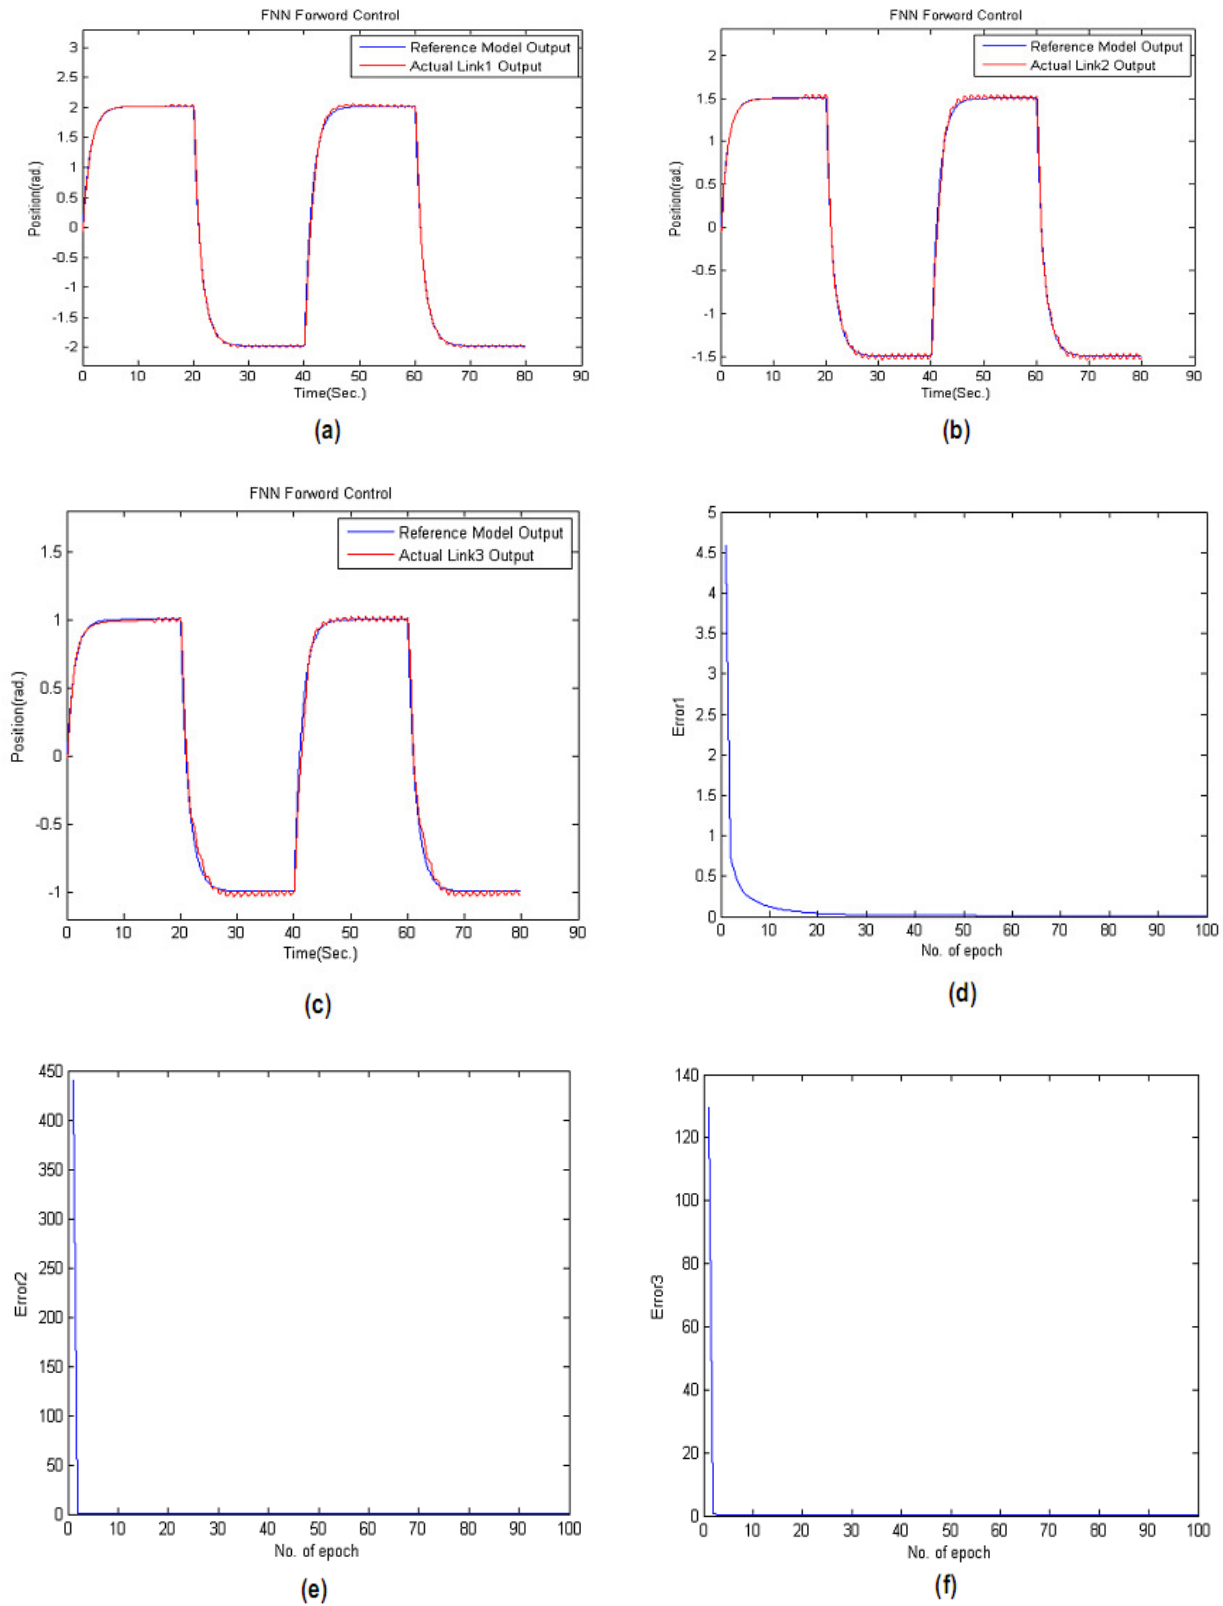 FNN Forword Control
Reference Model Output
Actual Link1 Output
Position(rad.)
3
2.5
2
1.5
1
0.5
0
-0.5
-1
-1.5
-2
0 10 20 30 40 50 60 70 80 90
Time(Sec.)
(a)
FNN Forword Control
Reference Model Output
Actual Link2 Output
Position(rad.)
2
1.5
1
0.5
0
-0.5
-1
-1.5
0 10 20 30 40 50 60 70 80 90
Time(Sec.)
(b)
FNN Forword Control
Reference Model Output
Actual Link3 Output
Position(rad.)
1.5
1
0.5
0
-0.5
-1
0 10 20 30 40 50 60 70 80 90
Time(Sec.)
(c)
Error1
5
4.5
4
3.5
3
2.5
2
1.5
1
0.5
0
0 10 20 30 40 50 60 70 80 90 100
No. of epoch
(d)
Error2
450
400
350
300
250
200
150
100
50
0
0 10 20 30 40 50 60 70 80 90 100
No. of epoch
(e)
Error3
140
120
100
80
60
40
20
0
0 10 20 30 40 50 60 70 80 90 100
No. of epoch
(f)